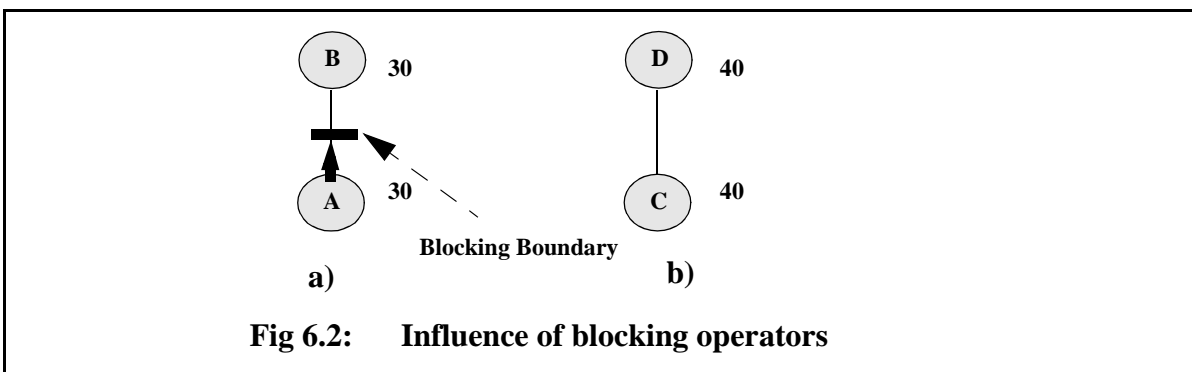 B 30 D 40
A 30 C 40
Blocking Boundary
a) b)
Fig 6.2: Influence of blocking operators